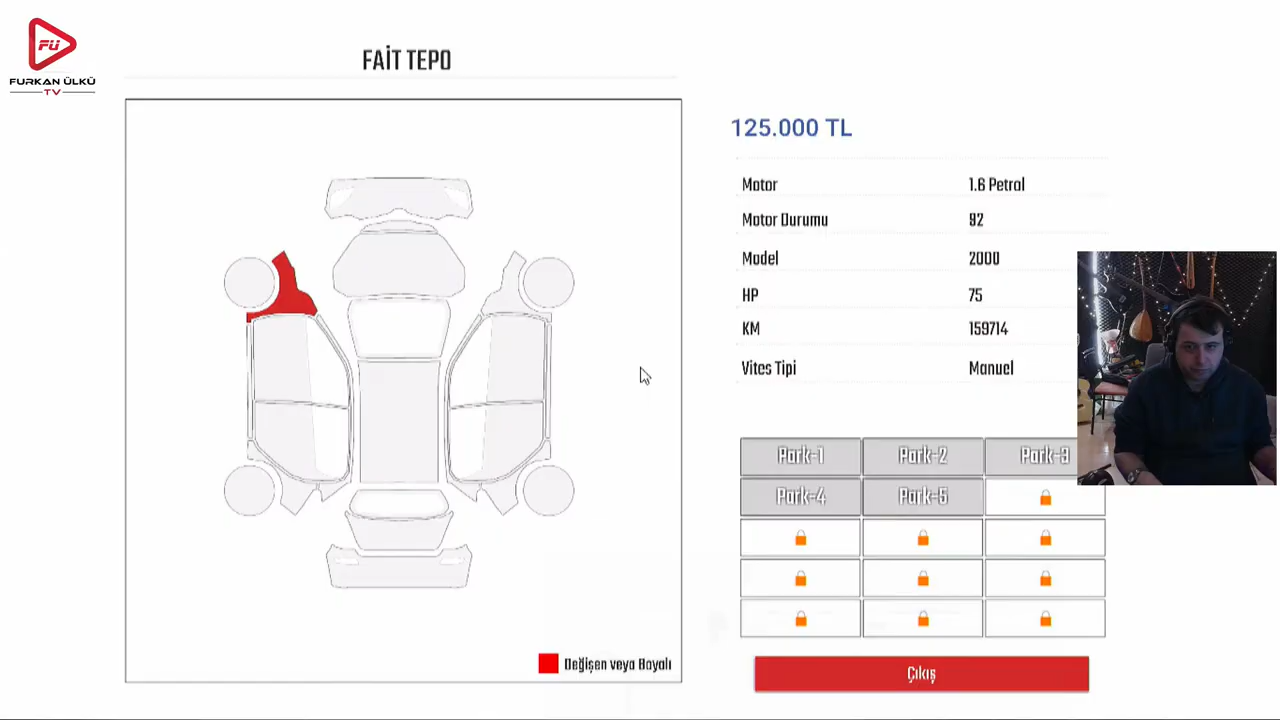 FU
FURKAN ÜLKÜ
TV
FAİT TEPO
125.000 TL
Motor 1.6 Petrol
Motor Durumu 92
Model 2000
HP 75
KM 159714
Vites Tipi Manuel
Park-1 Park-2 Park-3
Park-4 Park-5
Değişen veya Boyalı
Çıkış